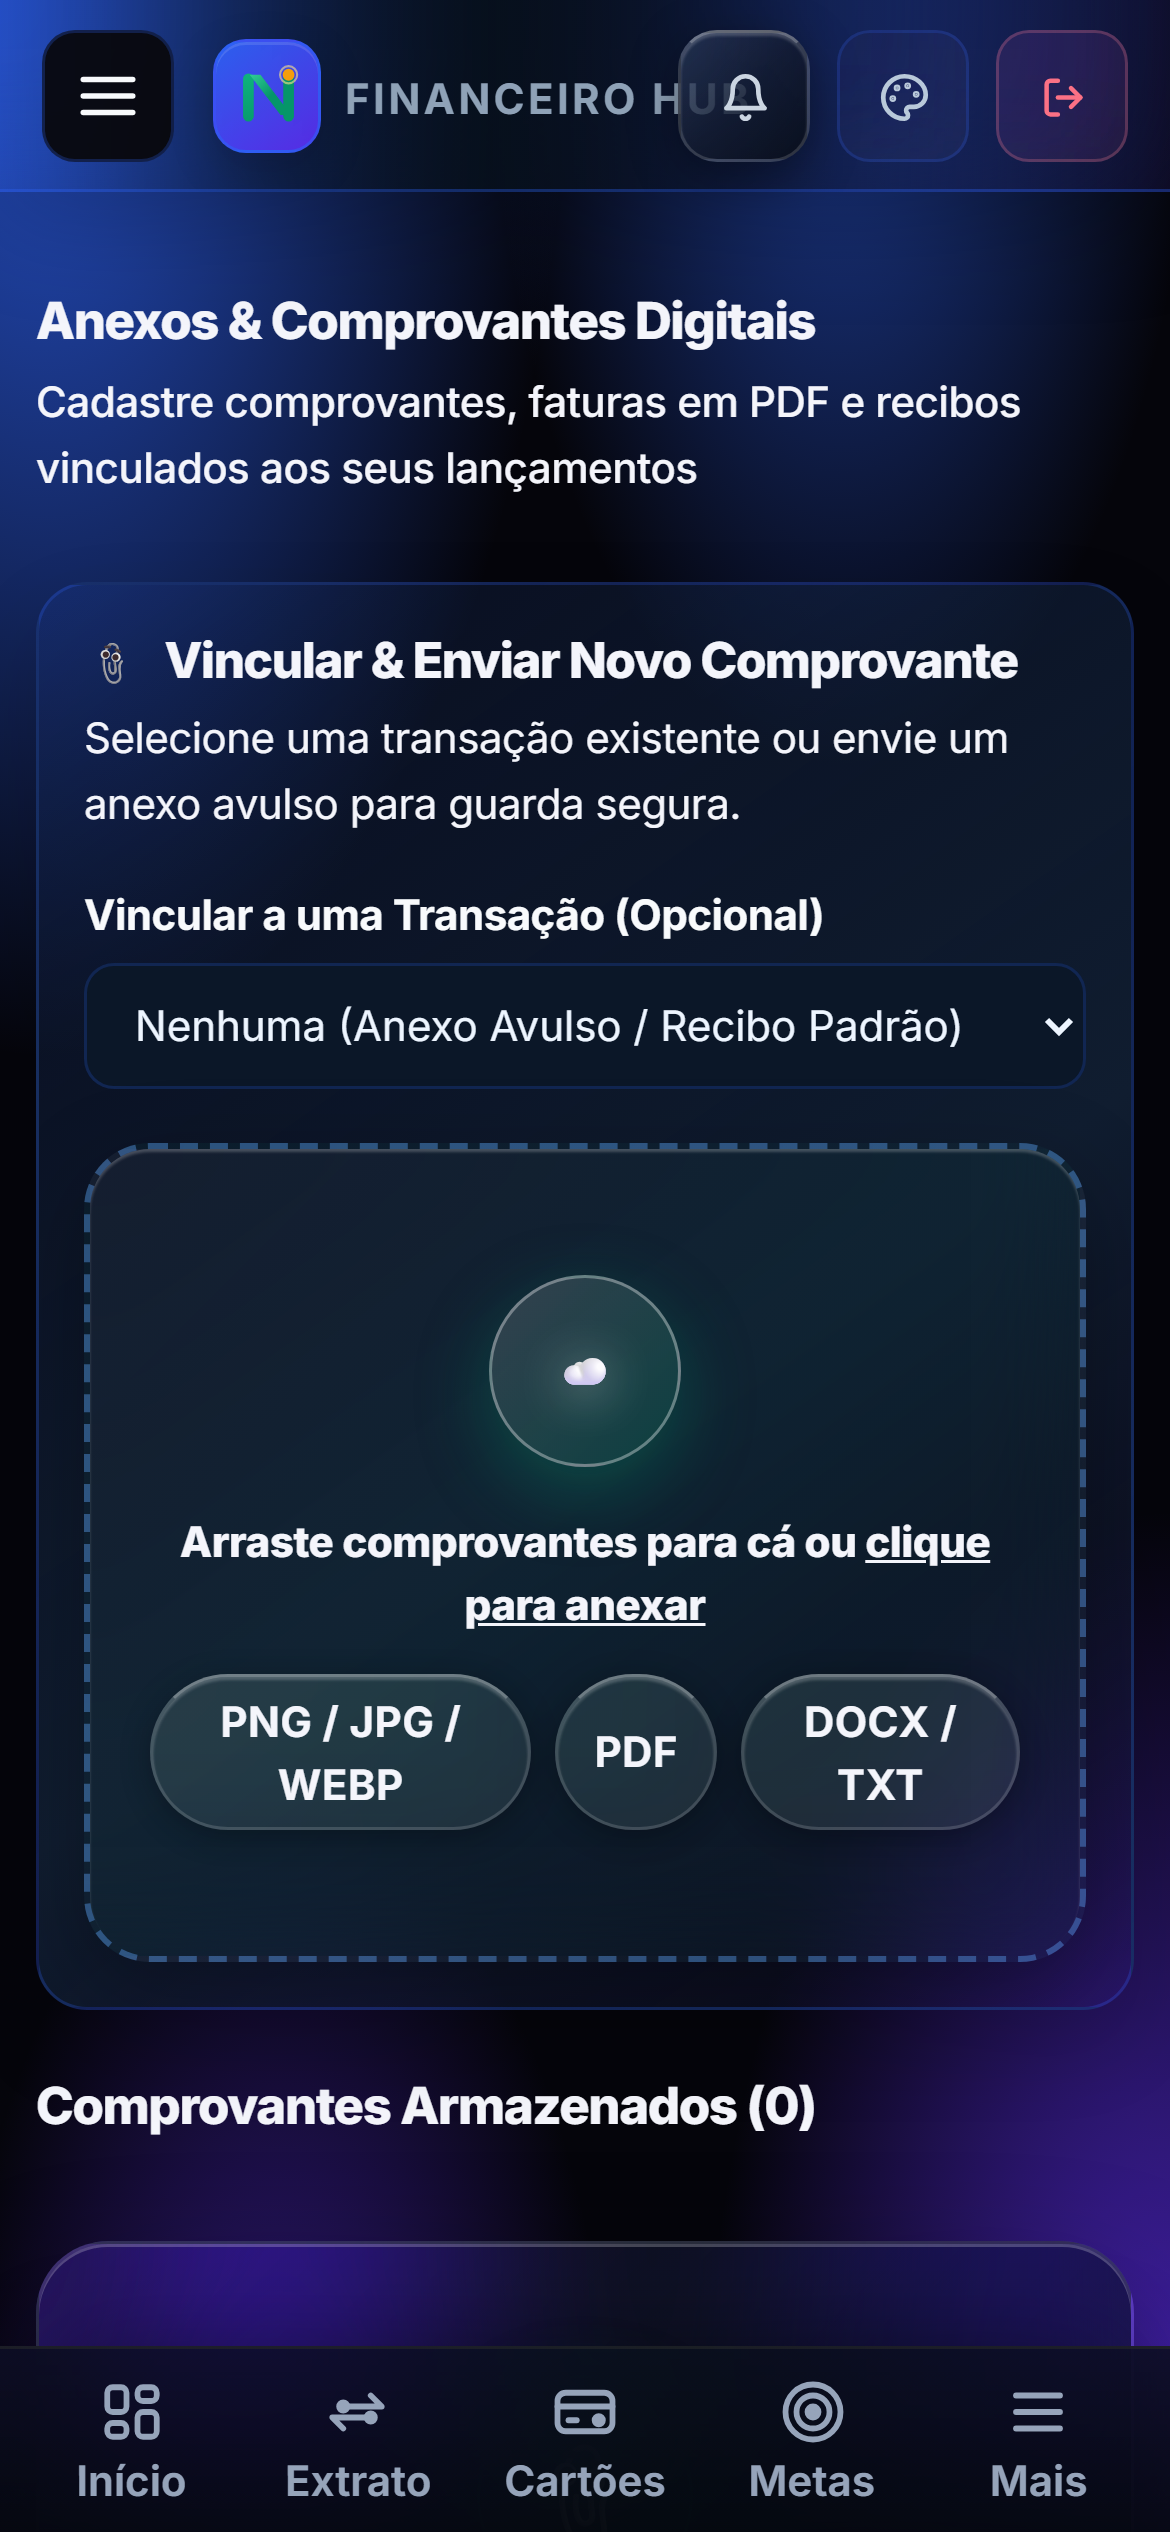 FINANCEIRO HUB
Anexos & Comprovantes Digitais
Cadastre comprovantes, faturas em PDF e recibos
vinculados aos seus lançamentos
Vincular & Enviar Novo Comprovante
Selecione uma transação existente ou envie um
anexo avulso para guarda segura.
Vincular a uma Transação (Opcional)
Nenhuma (Anexo Avulso / Recibo Padrão)
Arraste comprovantes para cá ou clique
para anexar
PNG / JPG /
WEBP
PDF
DOCX /
TXT
Comprovantes Armazenados (0)
Início
Extrato
Cartões
Metas
Mais